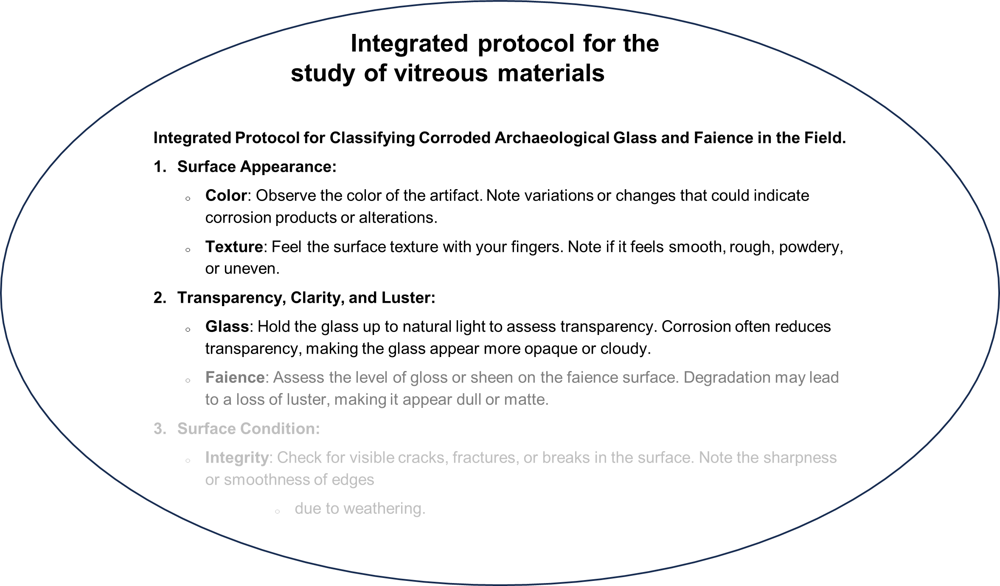 Integrated protocol for the
study of vitreous materials
Integrated Protocol for Classifying Corroded Archaeological Glass and Faience in the Field.
1. Surface Appearance:
○ Color: Observe the color of the artifact. Note variations or changes that could indicate
corrosion products or alterations.
○ Texture: Feel the surface texture with your fingers. Note if it feels smooth, rough, powdery,
or uneven.
2. Transparency, Clarity, and Luster:
○ Glass: Hold the glass up to natural light to assess transparency. Corrosion often reduces
transparency, making the glass appear more opaque or cloudy.
○ Faience: Assess the level of gloss or sheen on the faience surface. Degradation may lead
to a loss of luster, making it appear dull or matte.
3. Surface Condition:
○ Integrity: Check for visible cracks, fractures, or breaks in the surface. Note the sharpness
or smoothness of edges
○ due to weathering.